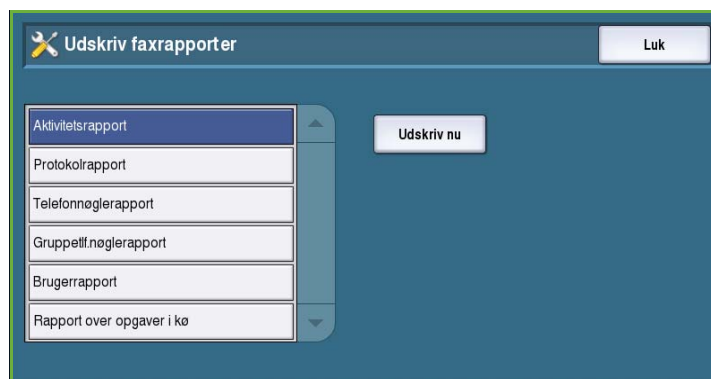 Udskriv faxrapporter
Luk
Aktivitetsrapport
Udskriv nu
Protokolrapport
Telefonnøglerapport
Gruppetlf.nøglerapport
Brugerrapport
Rapport over opgaver i kø